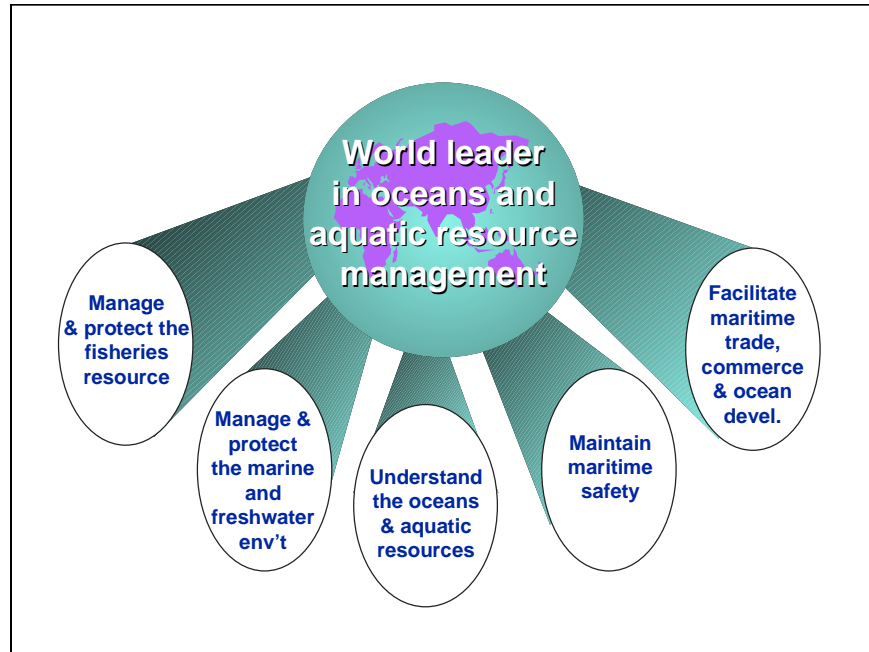 World leader
in oceans and
aquatic resource
management
Manage
& protect the
fisheries
resource
Manage &
protect
the marine
and
freshwater
env’t
Understand
the oceans
& aquatic
resources
Maintain
maritime
safety
Facilitate
maritime
trade,
commerce
& ocean
devel.